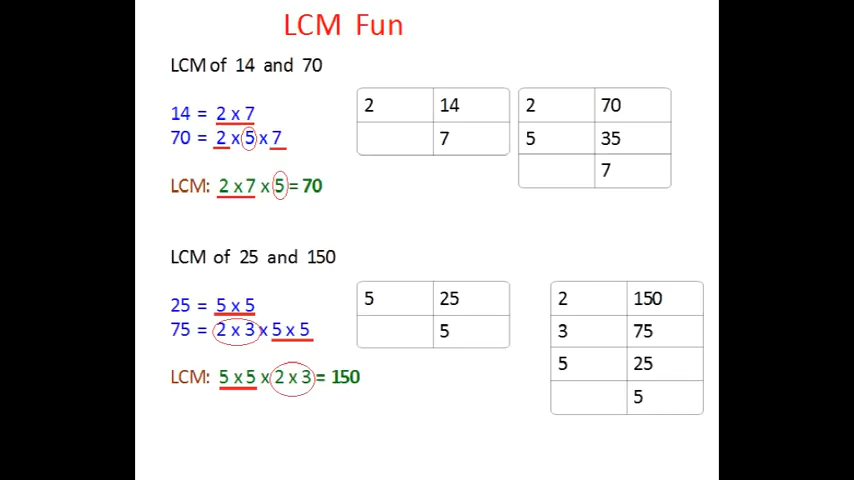 LCM Fun
LCM of 14 and 70
14 = 2 x 7
70 = 2 x 5 x 7
LCM: 2 x 7 x 5 = 70
2 14
7
2 70
5 35
7
LCM of 25 and 150
25 = 5 x 5
75 = 2 x 3 x 5 x 5
LCM: 5 x 5 x 2 x 3 = 150
5 25
5
2 150
3 75
5 25
5